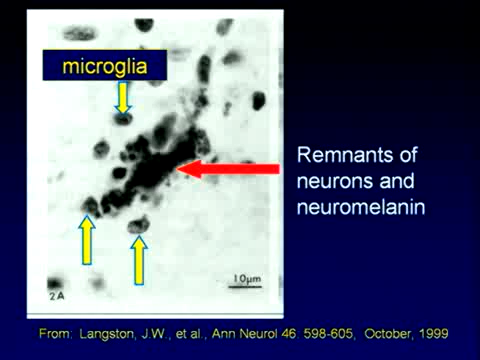 microglia
Remnants of
neurons and
neuromelanin
10μm
2A
From: Langston, J.W., et al., Ann Neurol 46: 598-605, October, 1999